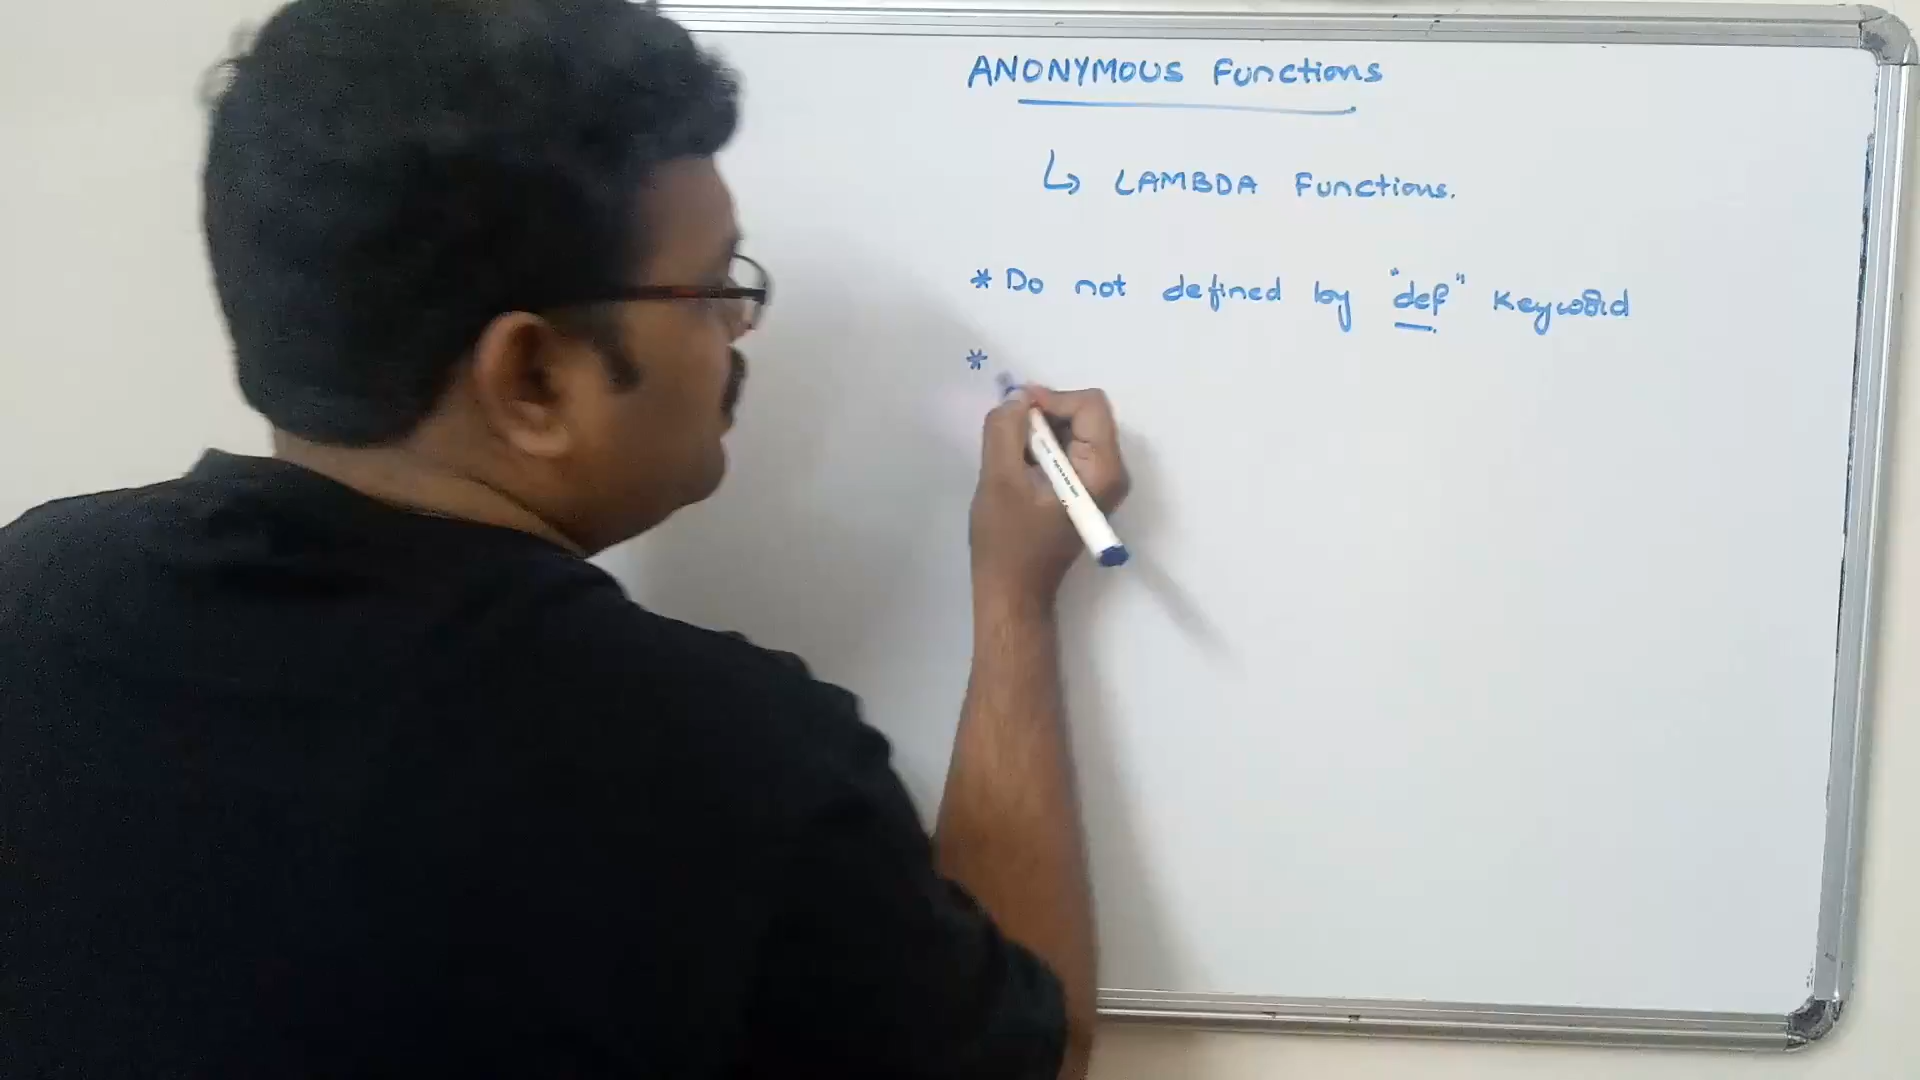 ANONYMOUS Functions
↳ LAMBDA Functions.
* Do not defined by "def" Keyword
*